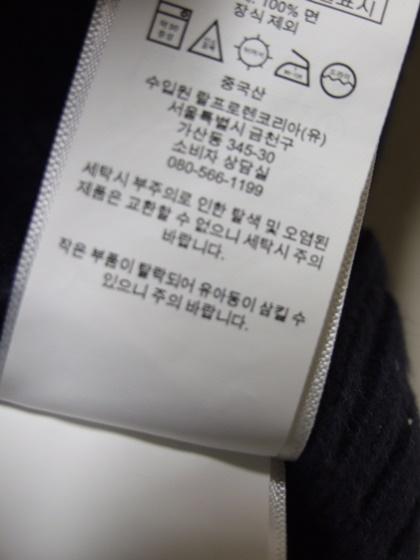 100% 면
장식 제외
중국산
수입원 랄프로렌코리아(유)
서울특별시 금천구
가산동 345-30
소비자 상담실
080-566-1199
세탁시 부주의로 인한 탈색 및 오염된
제품은 교환할 수 없으니 세탁시 주의
바랍니다.
작은 부품이 탈락되어 유아동이 삼킬 수
있으니 주의 바랍니다.